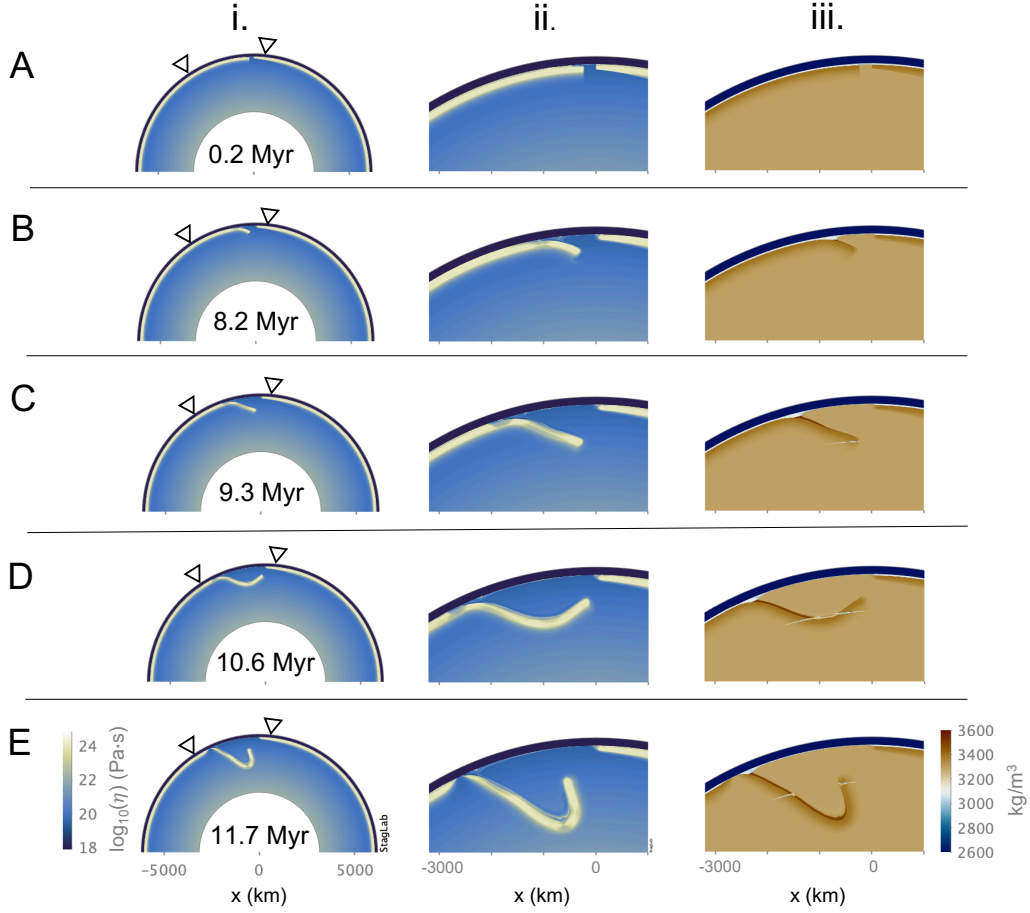 i. ii. iii.
A
0.2 Myr
B
8.2 Myr
C
9.3 Myr
D
10.6 Myr
E
11.7 Myr
24
22
20
18
log₁₀(η) (Pa·s)
StagLab
StagLab
3600
3400
3200
3000
2800
2600
kg/m³
-5000 0 5000
-3000 0
-3000 0
x (km) x (km) x (km)